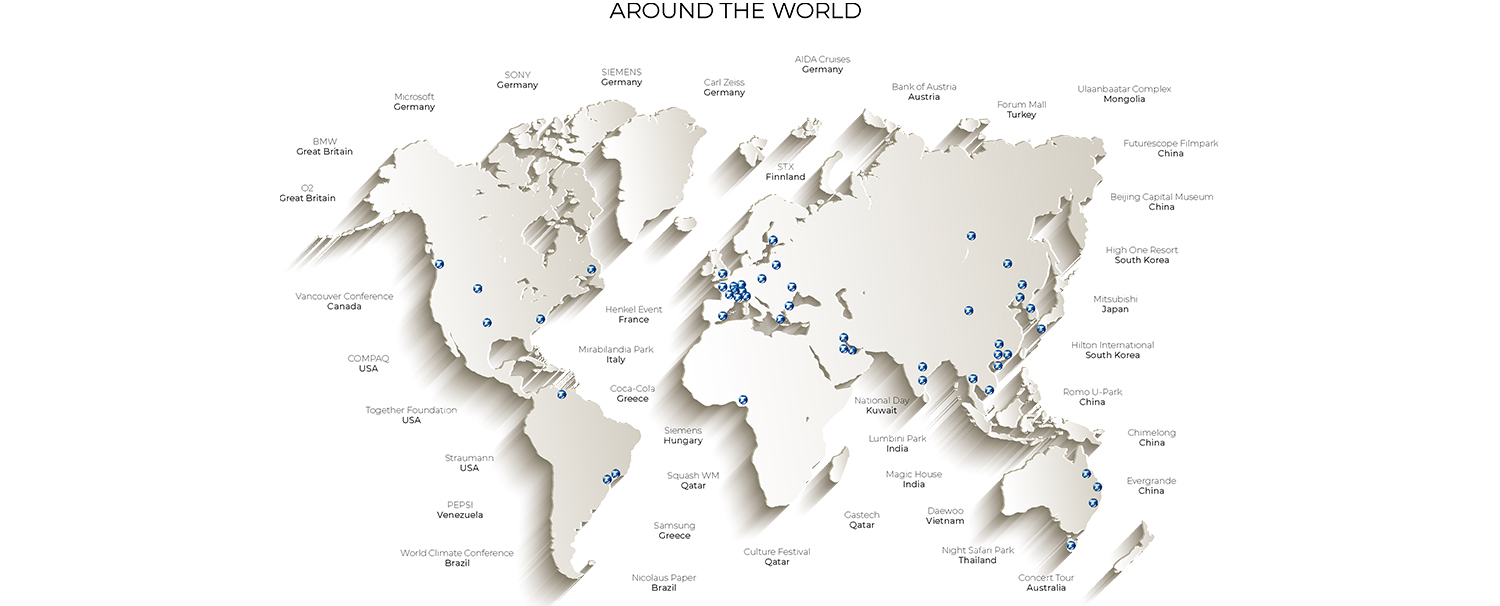 AROUND THE WORLD
AIDA Cruises
Germany
SONY
Germany
SIEMENS
Germany
Carl Zeiss
Germany
Bank of Austria
Austria
Ulaanbaatar Complex
Mongolia
Microsoft
Germany
Forum Mall
Turkey
BMW
Great Britain
Futurescope Filmpark
China
STX
Finnland
O2
Great Britain
Beijing Capital Museum
China
High One Resort
South Korea
Vancouver Conference
Canada
Mitsubishi
Japan
Henkel Event
France
Hilton International
South Korea
Mirabilandia Park
Italy
COMPAQ
USA
Coca-Cola
Greece
Romo U-Park
China
National Day
Kuwait
Together Foundation
USA
Siemens
Hungary
Chimelong
China
Lumbini Park
India
Straumann
USA
Squash WM
Qatar
Magic House
India
Evergrande
China
PEPSI
Venezuela
Gastech
Qatar
Daewoo
Vietnam
Samsung
Greece
World Climate Conference
Brazil
Culture Festival
Qatar
Night Safari Park
Thailand
Nicolaus Paper
Brazil
Concert Tour
Australia